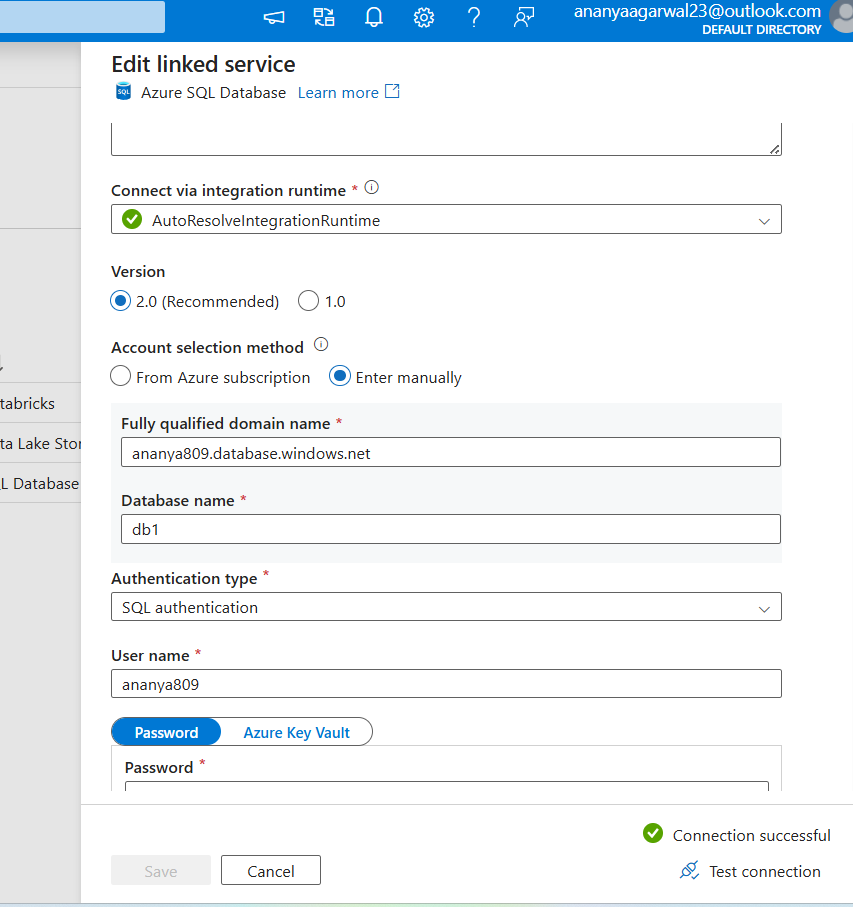 ananyaagarwal23@outlook.com
DEFAULT DIRECTORY
Edit linked service
SQL Azure SQL Database Learn more
Connect via integration runtime *
AutoResolveIntegrationRuntime
Version
2.0 (Recommended) 1.0
Account selection method
From Azure subscription Enter manually
tabricks
Fully qualified domain name *
ta Lake Stor
ananya809.database.windows.net
L Database
Database name *
db1
Authentication type *
SQL authentication
User name *
ananya809
Password Azure Key Vault
Password *
Connection successful
Save Cancel Test connection